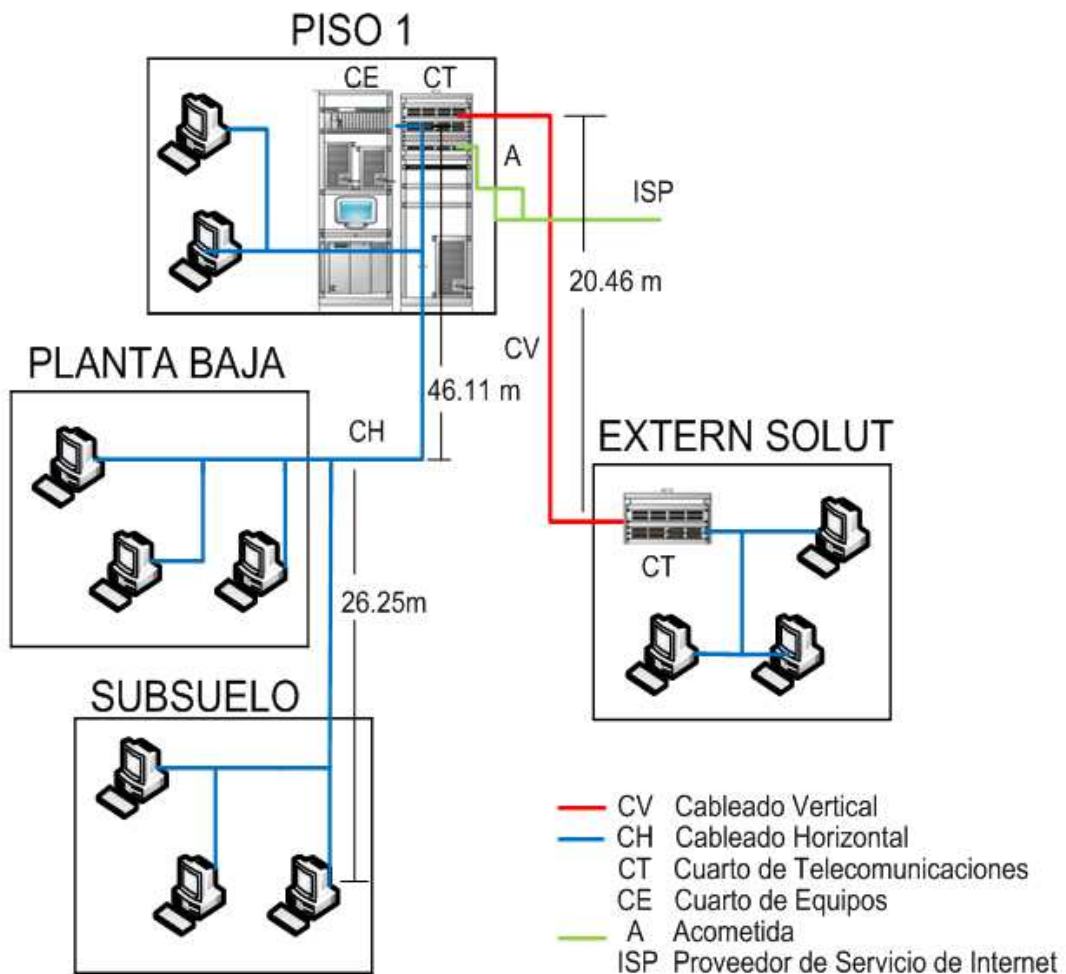 PISO 1
CE
CT
A
ISP
20.46 m
CV
46.11 m
PLANTA BAJA
CH
EXTERN SOLUT
CT
26.25m
SUBSUELO
CV Cableado Vertical
CH Cableado Horizontal
CT Cuarto de Telecomunicaciones
CE Cuarto de Equipos
A Acometida
ISP Proveedor de Servicio de Internet